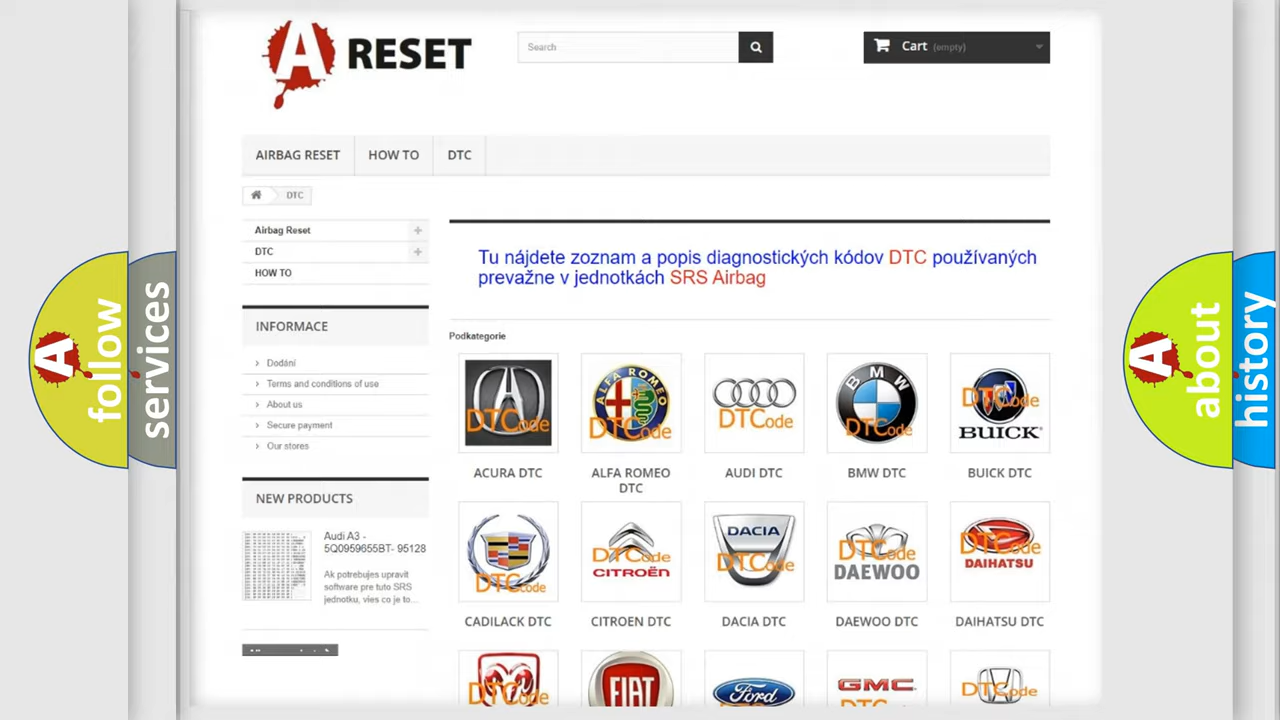 A RESET
Search
Cart (empty)
AIRBAG RESET
HOW TO
DTC
DTC
Airbag Reset
DTC
HOW TO
INFORMACE
Dodání
Terms and conditions of use
About us
Secure payment
Our stores
NEW PRODUCTS
Audi A3 -
5Q0959655BT- 95128
Ak potrebujes upravit
software pre tuto SRS
jednotku, vies co je to...
Tu nájdete zoznam a popis diagnostických kódov DTC používaných
prevažne v jednotkách SRS Airbag
Podkategorie
DTCode
ALFA ROMEO
DTCode
DTCode
BMW
DTCode
DTCode
BUICK
ACURA DTC
ALFA ROMEO
DTC
AUDI DTC
BMW DTC
BUICK DTC
DTCode
DTCode
CITROËN
DACIA
DTCode
DTCode
DAEWOO
DTCode
DAIHATSU
CADILACK DTC
CITROEN DTC
DACIA DTC
DAEWOO DTC
DAIHATSU DTC
DTCode
FIAT
Ford
GMC
DTCode
A follow
services
A about
history